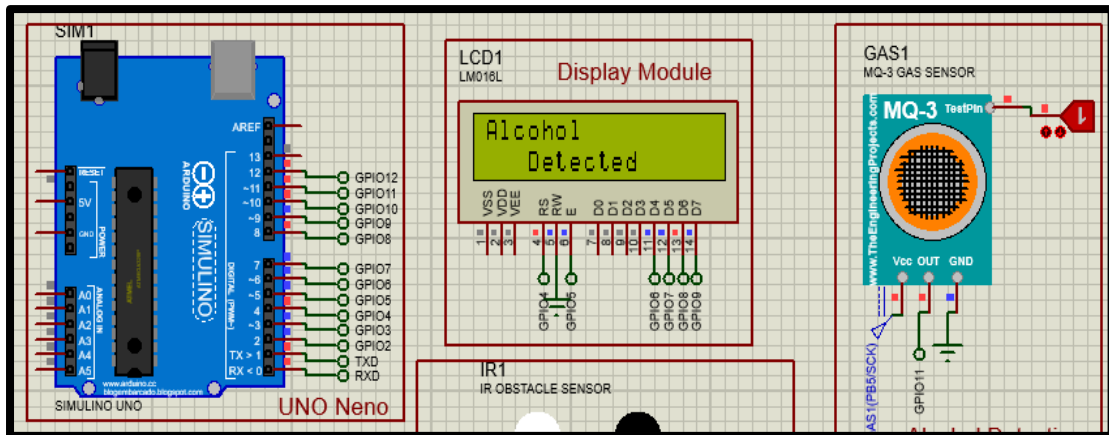 SIM1
AREF
13
12
~11
~10
~9
8
7
~6
~5
4
~3
2
TX > 1
RX < 0
RESET
5V
GND
POWER
A0
A1
A2
A3
A4
A5
ANALOG IN
ARDUINO
SIMULINO
DIGITAL (PWM~)
www.arduino.cc
blogembarcado.blogspot.com
SIMULINO UNO
UNO Neno
GPIO12
GPIO11
GPIO10
GPIO9
GPIO8
GPIO7
GPIO6
GPIO5
GPIO4
GPIO3
GPIO2
TXD
RXD
LCD1
LM016L
Display Module
Alcohol
Detected
VSS
VDD
VEE
RS
RW
E
D0
D1
D2
D3
D4
D5
D6
D7
1
2
3
4
5
6
7
8
9
10
11
12
13
14
GPIO4
GPIO5
GPIO6
GPIO7
GPIO8
GPIO9
IR1
IR OBSTACLE SENSOR
GAS1
MQ-3 GAS SENSOR
MQ-3
TestPin
1
www.TheEngineeringProjects.com
Vcc OUT GND
AS1(PB5/SCK)
GPIO11